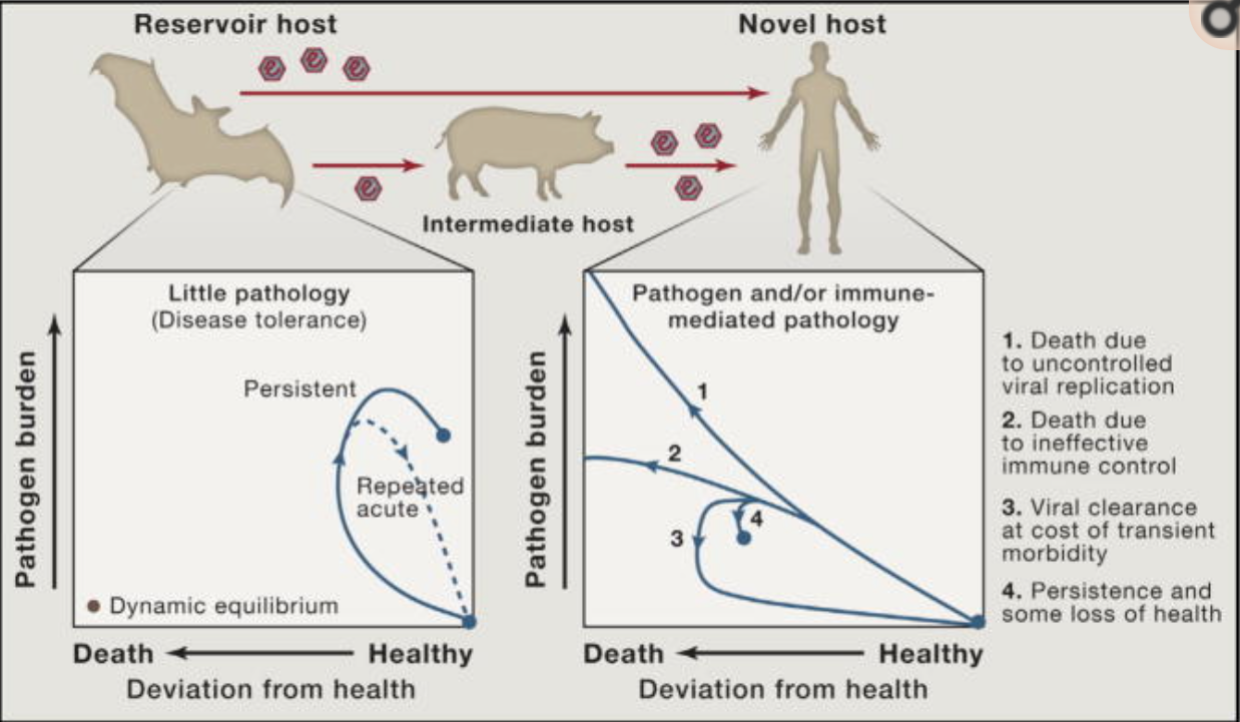 Reservoir host
Novel host
Intermediate host
Little pathology
(Disease tolerance)
Persistent
Repeated
acute
Dynamic equilibrium
Pathogen burden
Death
Healthy
Deviation from health
Pathogen and/or immune-
mediated pathology
1
2
3
4
Pathogen burden
Death
Healthy
Deviation from health
1. Death due
to uncontrolled
viral replication
2. Death due
to ineffective
immune control
3. Viral clearance
at cost of transient
morbidity
4. Persistence and
some loss of health